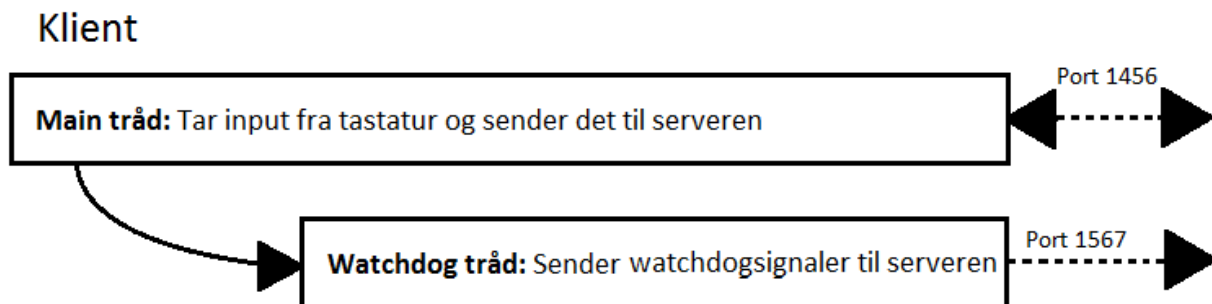 Klient
Port 1456
Main tråd: Tar input fra tastatur og sender det til serveren
Port 1567
Watchdog tråd: Sender watchdogsignaler til serveren